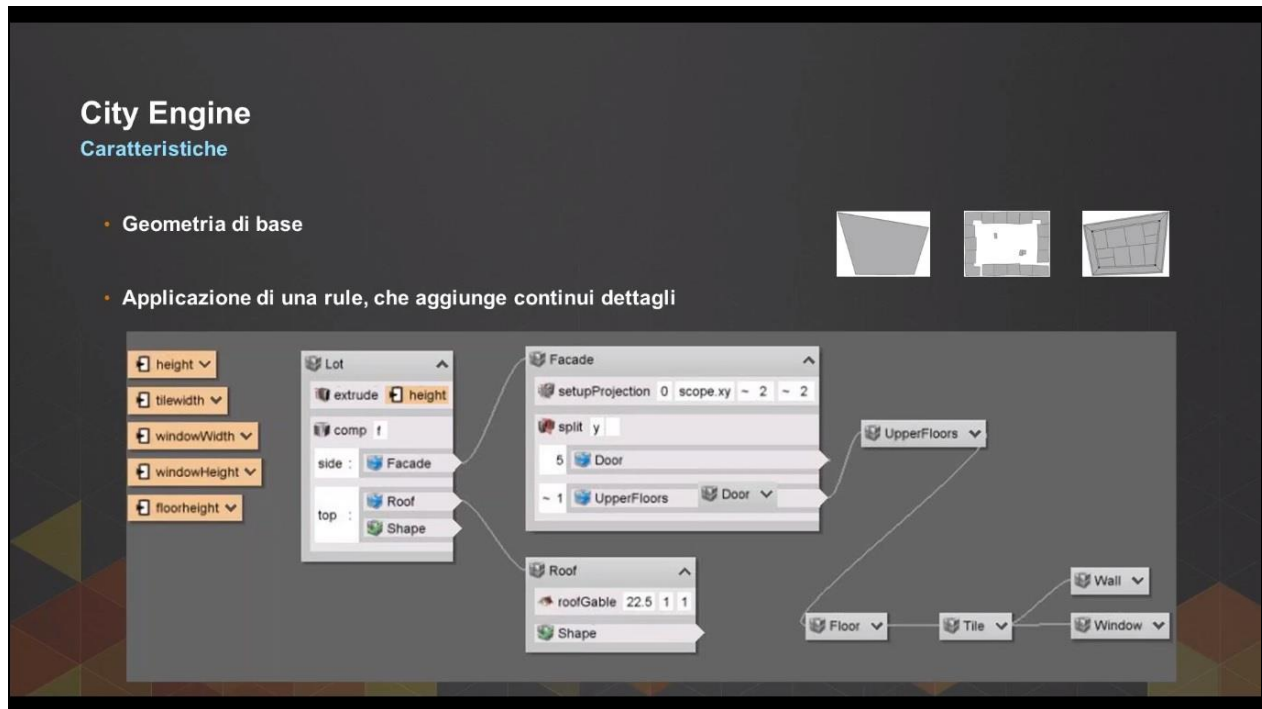 City Engine
Caratteristiche
• Geometria di base
• Applicazione di una rule, che aggiunge continui dettagli
height
tilewidth
windowWidth
windowHeight
floorheight
Lot
extrude height
comp f
side : Facade
top : Roof
Shape
Facade
setupProjection 0 scope.xy ~ 2 ~ 2
split y
5 Door
~ 1 UpperFloors
Door
Roof
roofGable 22.5 1 1
Shape
UpperFloors
Floor
Tile
Wall
Window